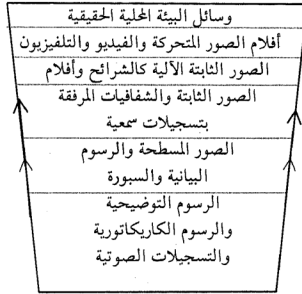 وسائل البيئة المحلية الحقيقية
أفلام الصور المتحركة والفيديو والتلفيزيون
الصور الثابتة الآلية كالشرائح وأفلام
الصور الثابتة والشفافيات المرفقة
بتسجيلات سمعية
الصور المسطحة والرسوم
البيانية والسبورة
الرسوم التوضيحية
والرسوم الكاريكاتورية
والتسجيلات الصوتية